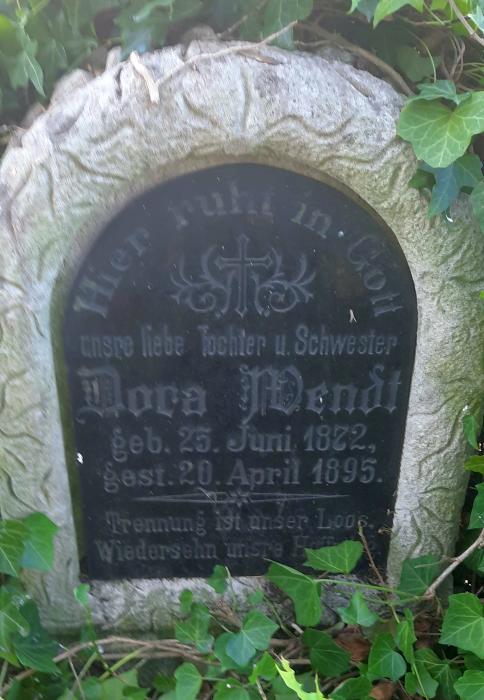 Hier ruht in Gott
unsre liebe Tochter u. Schwester
Dora Wendt
geb. 25. Juni 1872,
gest. 20. April 1895.
Trennung ist unser Loos,
Wiedersehn unsre